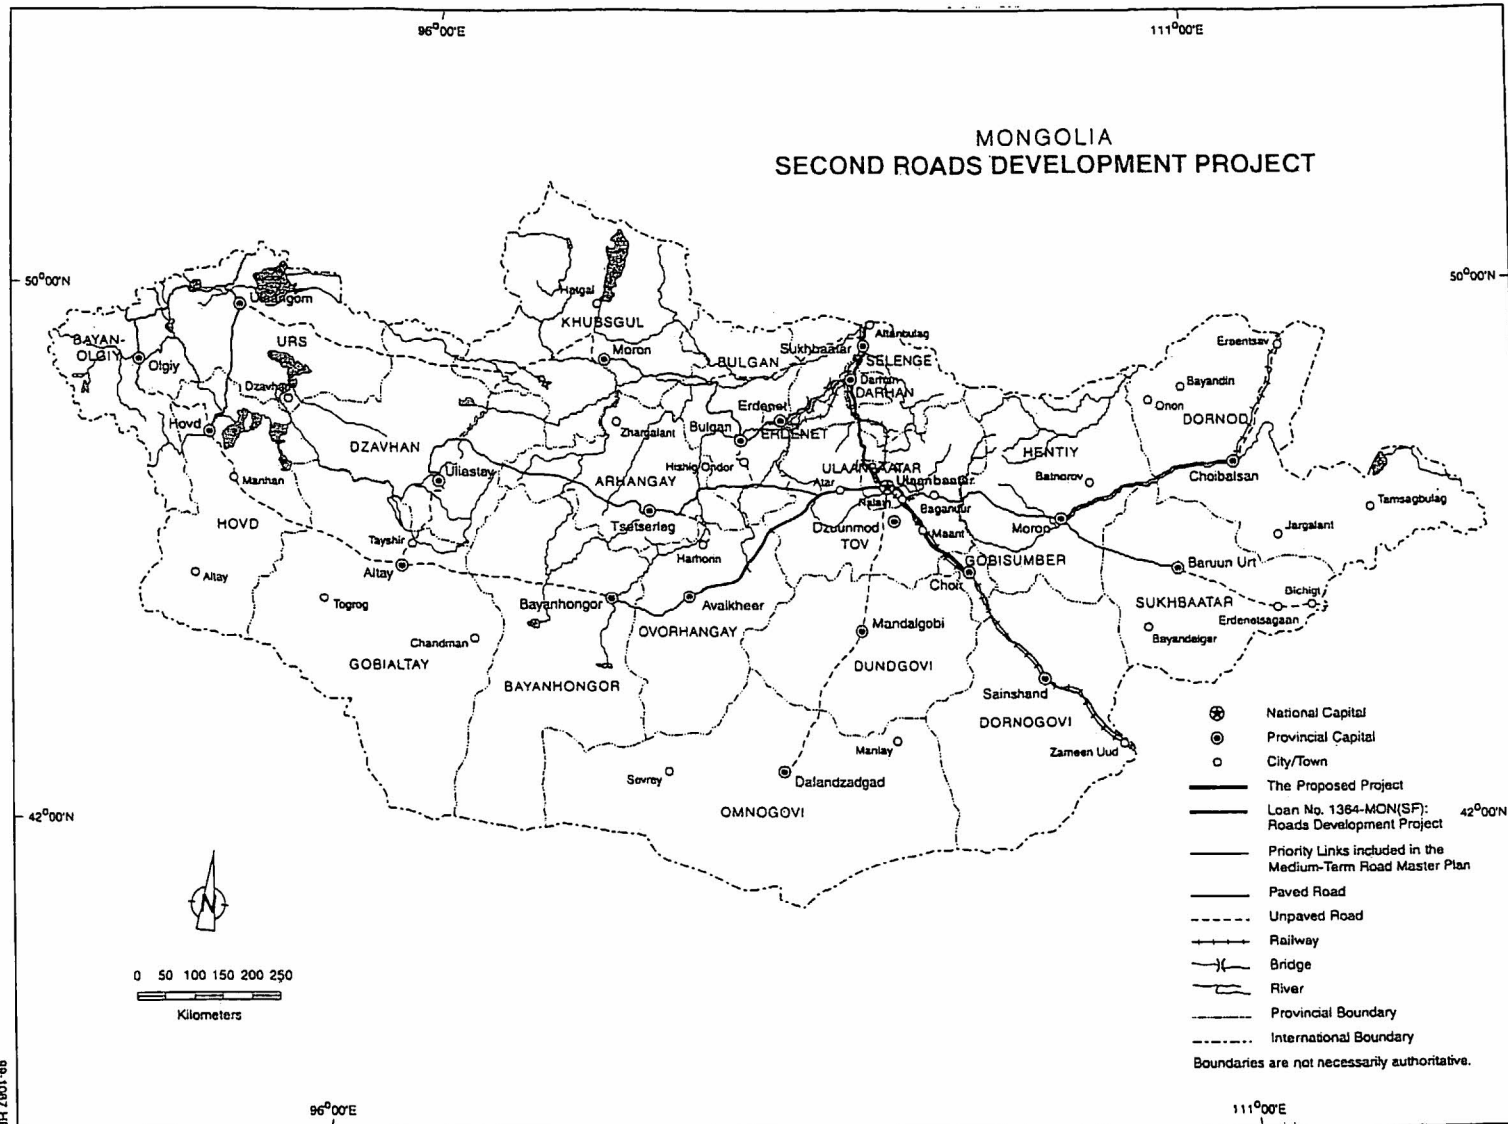 96°00'E
111°00'E
MONGOLIA
SECOND ROADS DEVELOPMENT PROJECT
50°00'N
50°00'N
Ulaangom
Hatgal
KHUBSGUL
Altanbulag
Sukhbaatar
SELENGE
Ereentsav
BAYAN-
OLGIY
URS
Olgiy
Moron
BULGAN
DARHAN
Bayandin
Onon
DORNOD
Dzavhan
Erdenet
ERDENET
Hovd
Zhargalant
Bulgan
DZAVHAN
Hishig Ondor
ULAANBAATAR
Ulaanbaatar
HENTIY
Batnorov
Choibalsan
Manhan
Uliastay
ARHANGAY
Atar
Nalaih
Baganuur
Tamsagbulag
HOVD
Tsetserleg
Dzuunmod
TOV
Maant
Morop
Jargalant
Tayshir
Harhorin
GOBISUMBER
Baruun Urt
Altay
Altay
Choir
Togrog
Bayanhongor
Avaikheer
SUKHBAATAR
Bichigt
Erdenetsagaan
Chandman
OVORHANGAY
Mandalgobi
Bayandelger
GOBIALTAY
BAYANHONGOR
DUNDGOVI
Sainshand
DORNOGOVI
Manlay
Zameen Uud
Sevrey
Dalandzadgad
OMNOGOVI
National Capital
Provincial Capital
City/Town
The Proposed Project
Loan No. 1364-MON(SF):
Roads Development Project
42°00'N
42°00'N
Priority Links included in the
Medium-Term Road Master Plan
Paved Road
Unpaved Road
Railway
Bridge
River
Provincial Boundary
International Boundary
Boundaries are not necessarily authoritative.
N
0 50 100 150 200 250
Kilometers
96°00'E
111°00'E